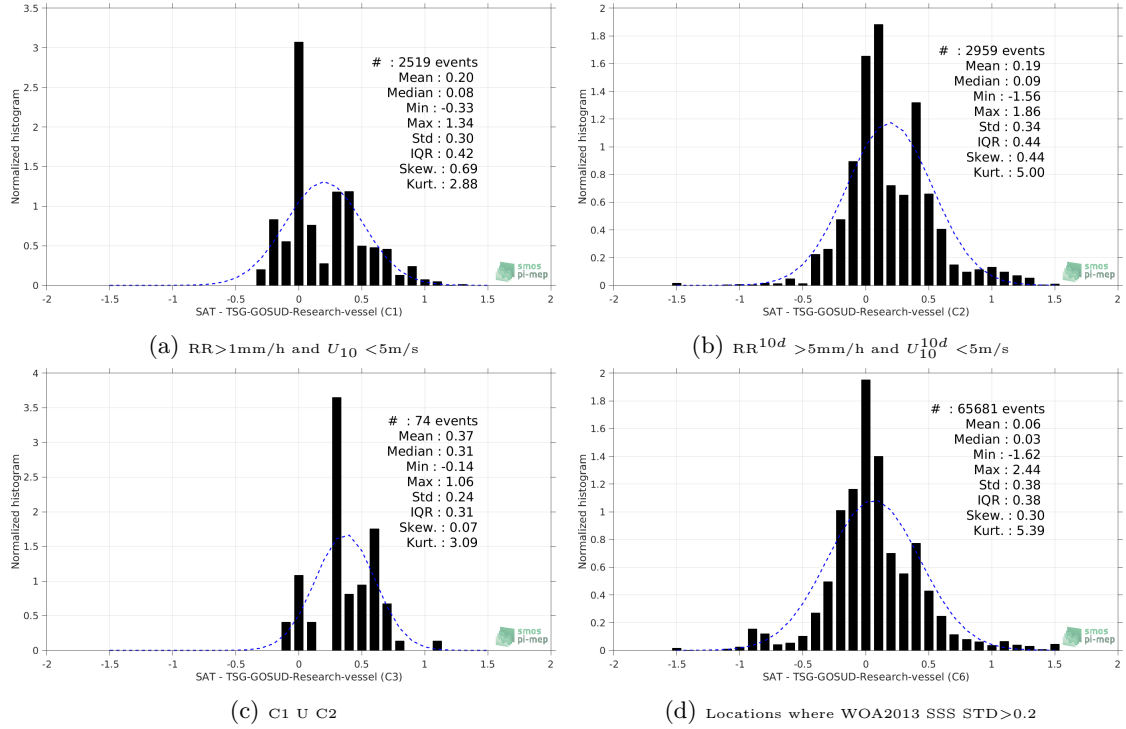 3.5
3
2.5
2
1.5
1
0.5
0
Normalized histogram
# : 2519 events
Mean : 0.20
Median : 0.08
Min : -0.33
Max : 1.34
Std : 0.30
IQR : 0.42
Skew. : 0.69
Kurt. : 2.88
smos
pi-mep
-2 -1.5 -1 -0.5 0 0.5 1 1.5 2
SAT - TSG-GOSUD-Research-vessel (C1)
(a) RR>1mm/h and U10 <5m/s
2
1.8
1.6
1.4
1.2
1
0.8
0.6
0.4
0.2
0
Normalized histogram
# : 2959 events
Mean : 0.19
Median : 0.09
Min : -1.56
Max : 1.86
Std : 0.34
IQR : 0.44
Skew. : 0.44
Kurt. : 5.00
smos
pi-mep
-2 -1.5 -1 -0.5 0 0.5 1 1.5 2
SAT - TSG-GOSUD-Research-vessel (C2)
(b) RR10d >5mm/h and U10d10 <5m/s
4
3.5
3
2.5
2
1.5
1
0.5
0
Normalized histogram
# : 74 events
Mean : 0.37
Median : 0.31
Min : -0.14
Max : 1.06
Std : 0.24
IQR : 0.31
Skew. : 0.07
Kurt. : 3.09
smos
pi-mep
-2 -1.5 -1 -0.5 0 0.5 1 1.5 2
SAT - TSG-GOSUD-Research-vessel (C3)
(c) C1 U C2
2
1.8
1.6
1.4
1.2
1
0.8
0.6
0.4
0.2
0
Normalized histogram
# : 65681 events
Mean : 0.06
Median : 0.03
Min : -1.62
Max : 2.44
Std : 0.38
IQR : 0.38
Skew. : 0.30
Kurt. : 5.39
smos
pi-mep
-2 -1.5 -1 -0.5 0 0.5 1 1.5 2
SAT - TSG-GOSUD-Research-vessel (C6)
(d) Locations where WOA2013 SSS STD>0.2